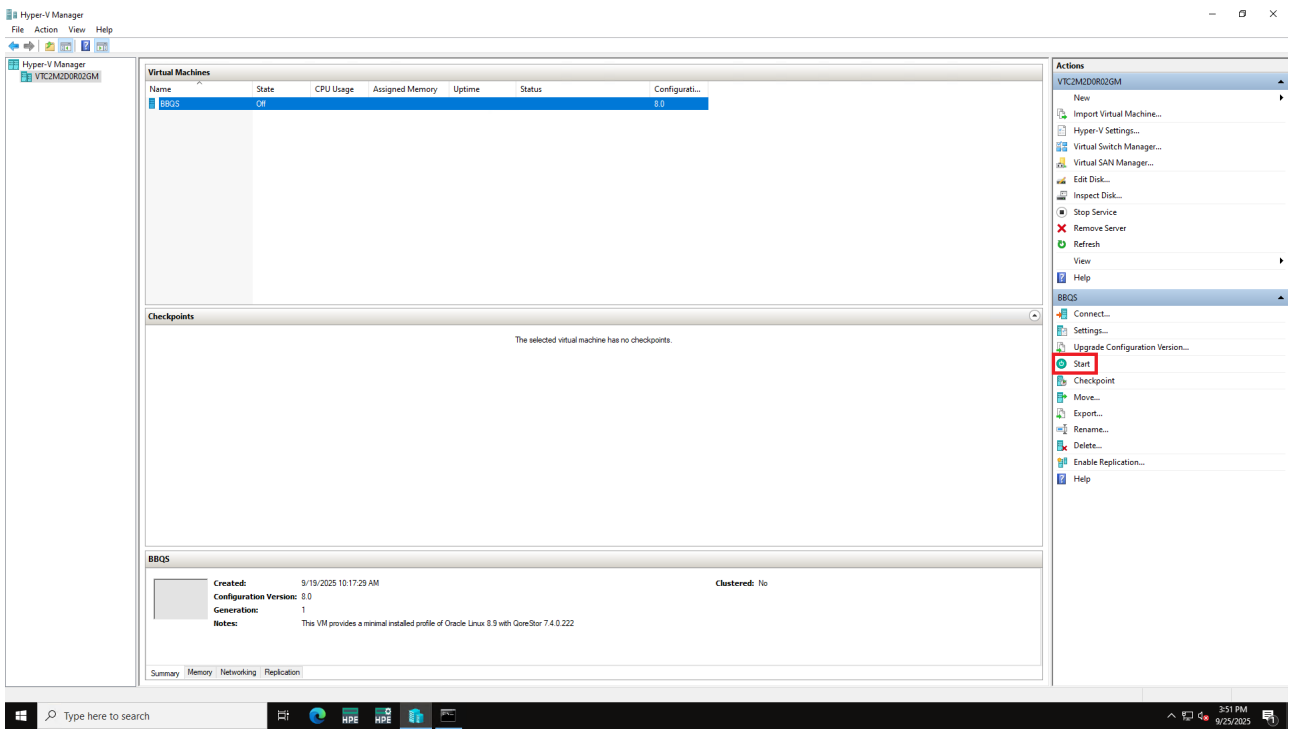 Hyper-V Manager
File Action View Help
Hyper-V Manager
VTC2M2D0R02GM
Virtual Machines
Name State CPU Usage Assigned Memory Uptime Status Configurati...
BBQS Off 8.0
Checkpoints
The selected virtual machine has no checkpoints.
BBQS
Created: 9/19/2025 10:17:29 AM Clustered: No
Configuration Version: 8.0
Generation: 1
Notes: This VM provides a minimal installed profile of Oracle Linux 8.9 with QoreStor 7.4.0.222
Summary Memory Networking Replication
Actions
VTC2M2D0R02GM
New
Import Virtual Machine...
Hyper-V Settings...
Virtual Switch Manager...
Virtual SAN Manager...
Edit Disk...
Inspect Disk...
Stop Service
Remove Server
Refresh
View
Help
BBQS
Connect...
Settings...
Upgrade Configuration Version...
Start
Checkpoint
Move...
Export...
Rename...
Delete...
Enable Replication...
Help
Type here to search
HPE HPE
3:51 PM
9/25/2025
1